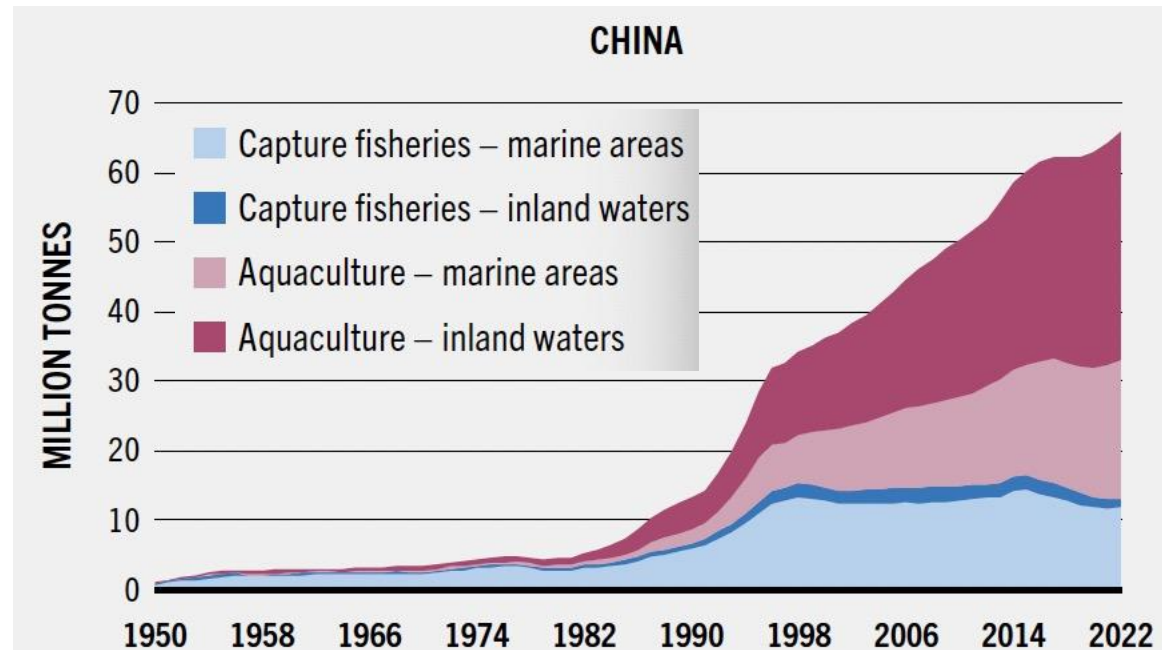 CHINA
70
60
50
40
30
20
10
0
MILLION TONNES
Capture fisheries – marine areas
Capture fisheries – inland waters
Aquaculture – marine areas
Aquaculture – inland waters
1950 1958 1966 1974 1982 1990 1998 2006 2014 2022